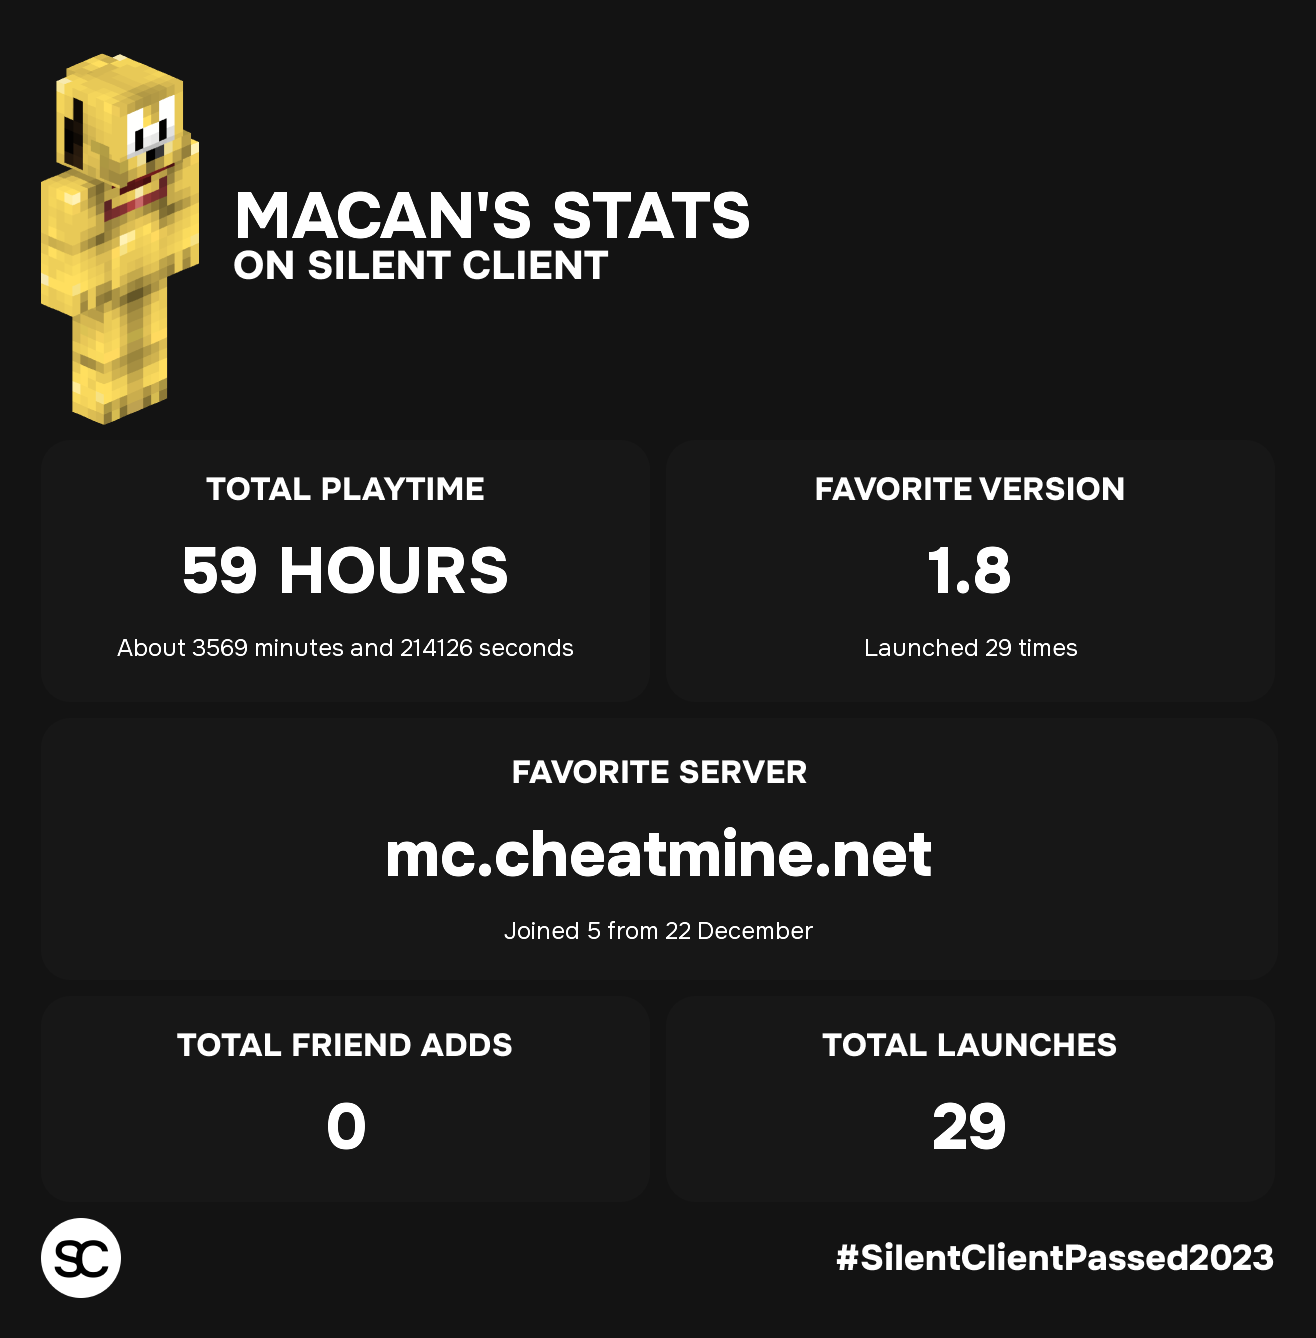 MACAN'S STATS
ON SILENT CLIENT
TOTAL PLAYTIME
59 HOURS
About 3569 minutes and 214126 seconds
FAVORITE VERSION
1.8
Launched 29 times
FAVORITE SERVER
mc.cheatmine.net
Joined 5 from 22 December
TOTAL FRIEND ADDS
0
TOTAL LAUNCHES
29
SC
#SilentClientPassed2023